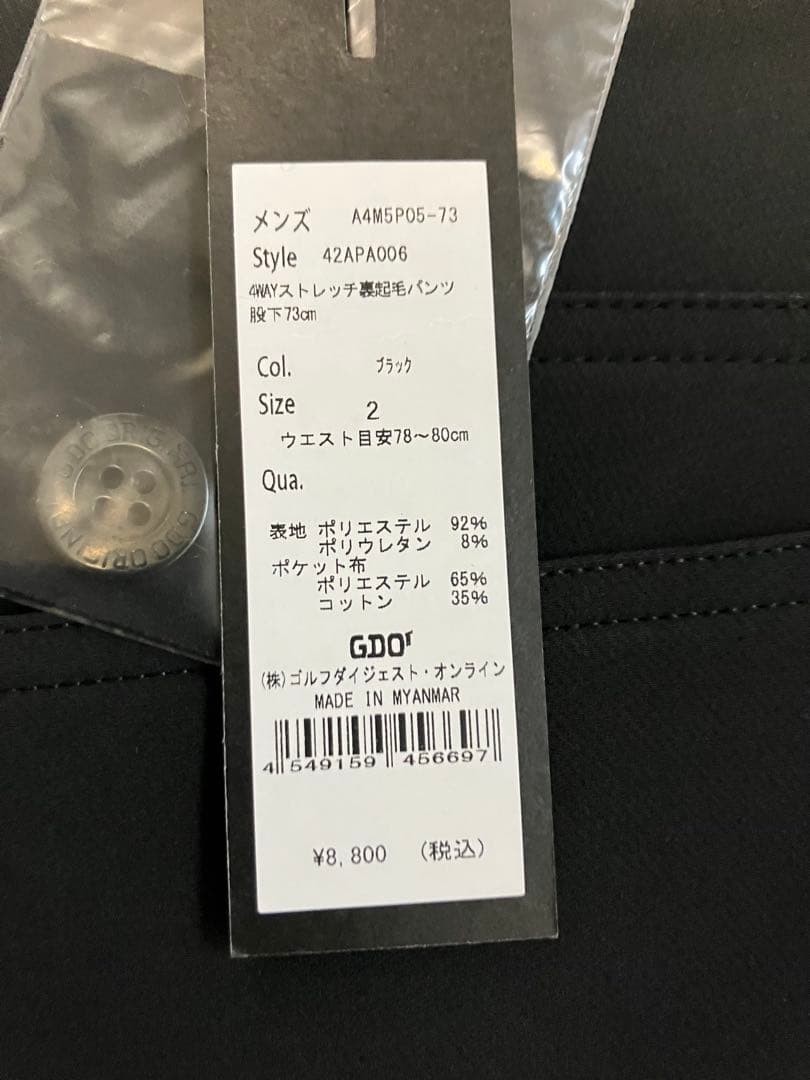 メンズ A4M5P05-73
Style 42APA006
4WAYストレッチ裏起毛パンツ
股下73cm
Col. ブラック
Size 2
ウエスト目安78～80cm
Qua.
表地 ポリエステル 92%
ポリウレタン 8%
ポケット布
ポリエステル 65%
コットン 35%
GDOr
(株)ゴルフダイジェスト・オンライン
MADE IN MYANMAR
4 549159 456697
¥8,800 (税込)
GDO ORIGINAL GDO ORIGINAL